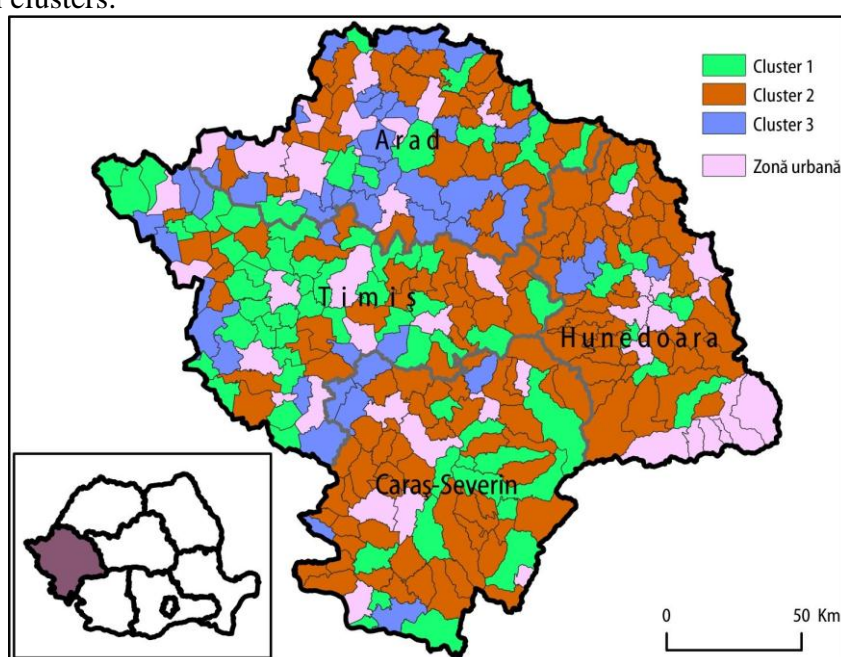 clusters.
Cluster 1
Cluster 2
Cluster 3
Zonă urbană
Arad
Timiș
Hunedoara
Caraș-Severin
0 50 Km